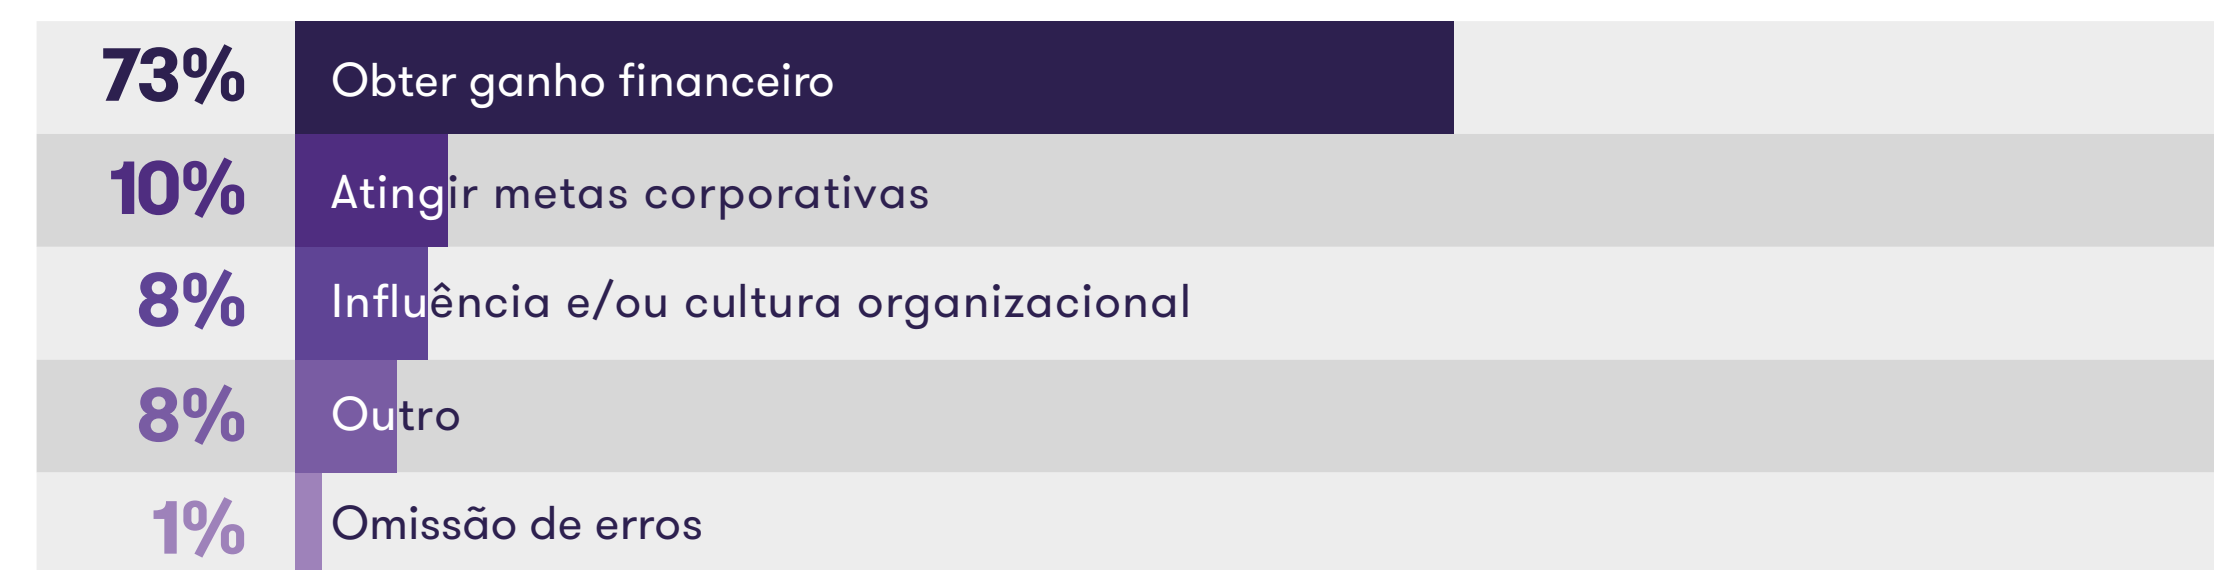 73% Obter ganho financeiro
10% Atingir metas corporativas
8% Influência e/ou cultura organizacional
8% Outro
1% Omissão de erros